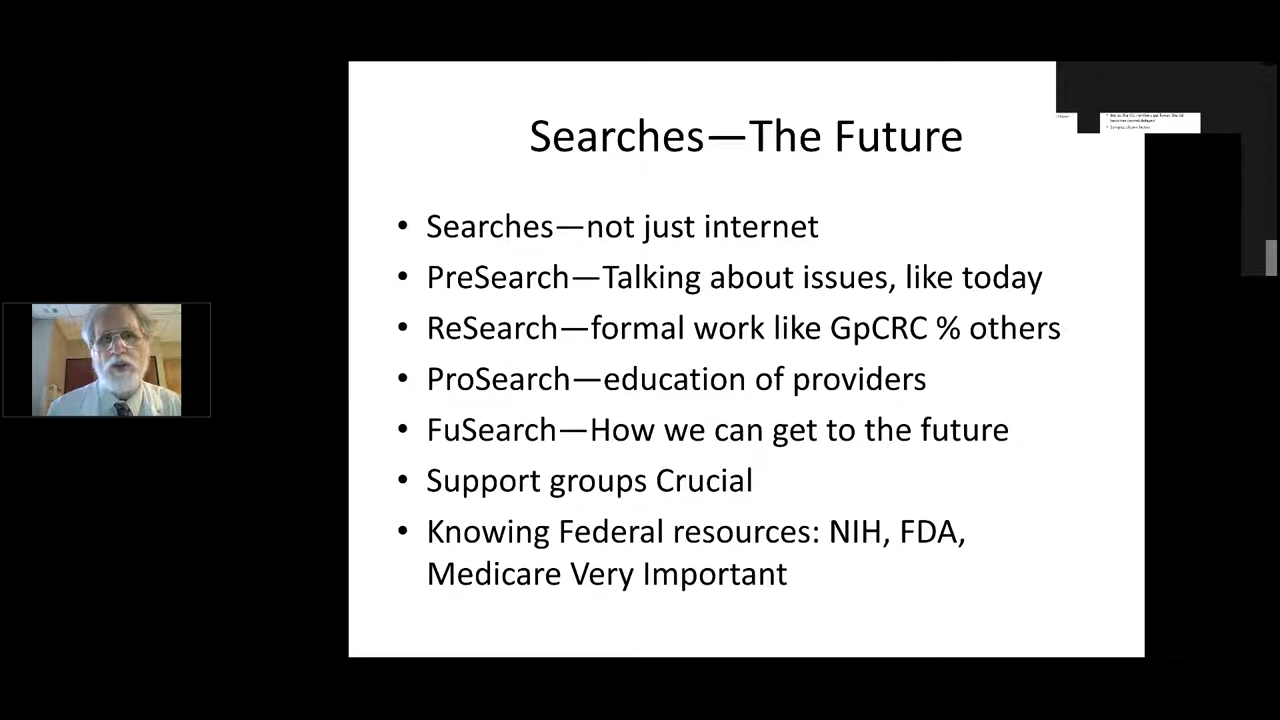 Searches—The Future
• Searches—not just internet
• PreSearch—Talking about issues, like today
• ReSearch—formal work like GpCRC % others
• ProSearch—education of providers
• FuSearch—How we can get to the future
• Support groups Crucial
• Knowing Federal resources: NIH, FDA,
Medicare Very Important